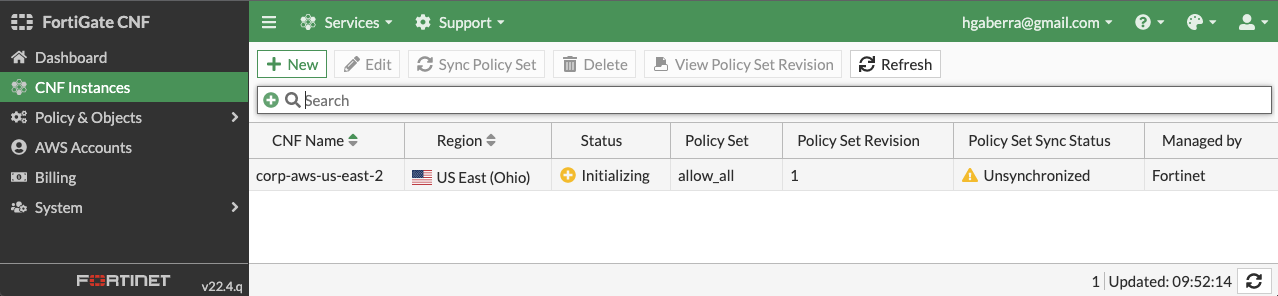 FortiGate CNF
Services
Support
hgaberra@gmail.com
Dashboard
CNF Instances
Policy & Objects
AWS Accounts
Billing
System
New
Edit
Sync Policy Set
Delete
View Policy Set Revision
Refresh
Search
CNF Name Region Status Policy Set Policy Set Revision Policy Set Sync Status Managed by
corp-aws-us-east-2 US East (Ohio) Initializing allow_all 1 Unsynchronized Fortinet
FORTINET v22.4.q
1 Updated: 09:52:14